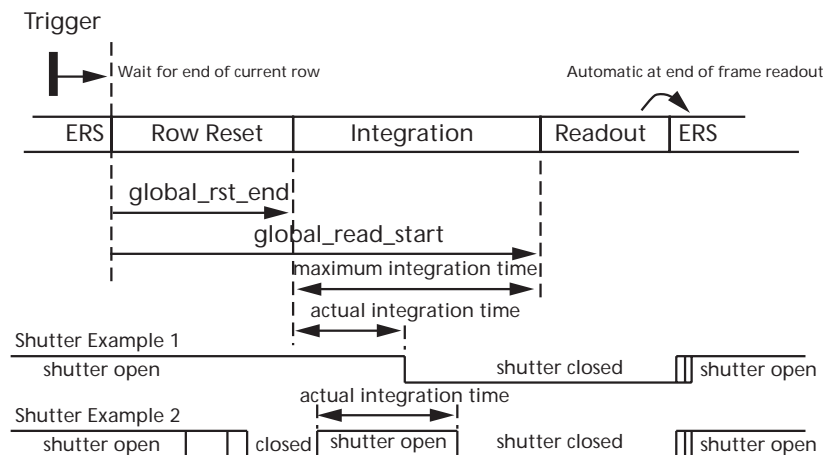 Trigger
Wait for end of current row
Automatic at end of frame readout
ERS Row Reset Integration Readout ERS
global_rst_end
global_read_start
maximum integration time
actual integration time
Shutter Example 1
shutter open shutter closed shutter open
actual integration time
Shutter Example 2
shutter open closed shutter open shutter closed shutter open